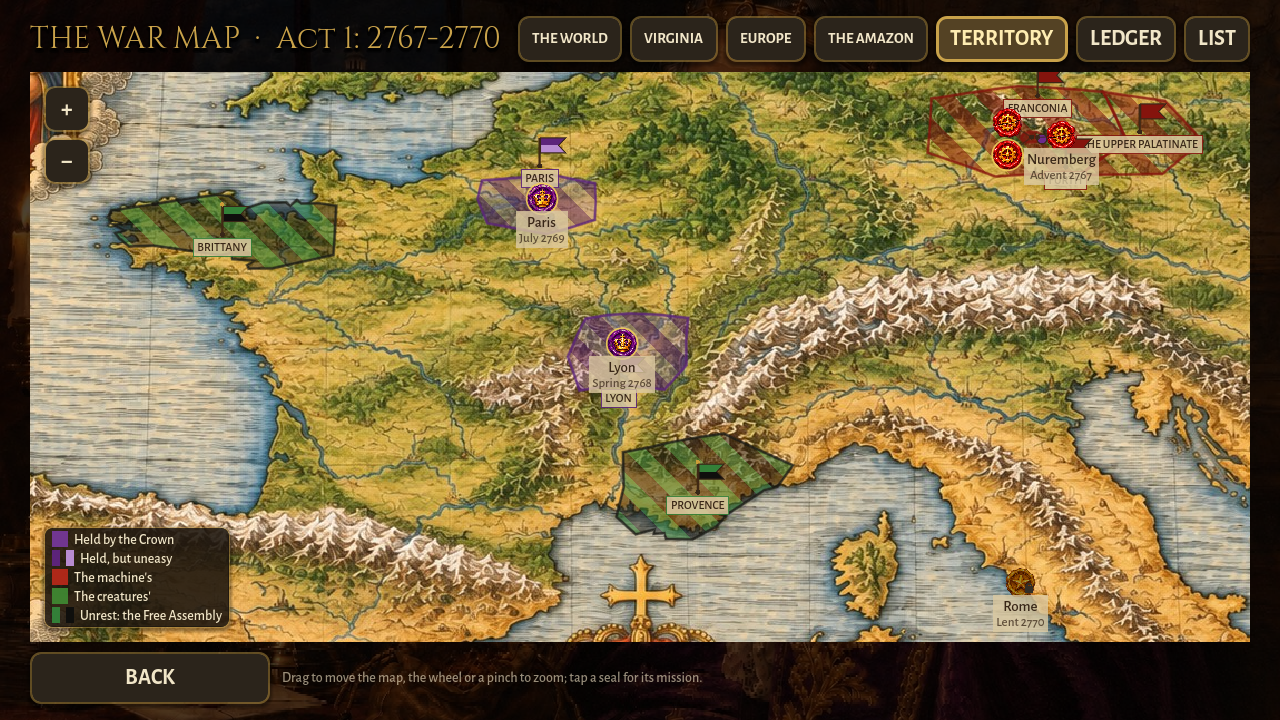 THE WAR MAP · ACT 1: 2767-2770
THE WORLD
VIRGINIA
EUROPE
THE AMAZON
TERRITORY
LEDGER
LIST
+
−
FRANCONIA
HE UPPER PALATINATE
Nuremberg
Advent 2767
PARIS
Paris
July 2769
BRITTANY
Lyon
Spring 2768
LYON
PROVENCE
Held by the Crown
Held, but uneasy
The machine's
The creatures'
Unrest: the Free Assembly
Rome
Lent 2770
BACK
Drag to move the map, the wheel or a pinch to zoom; tap a seal for its mission.